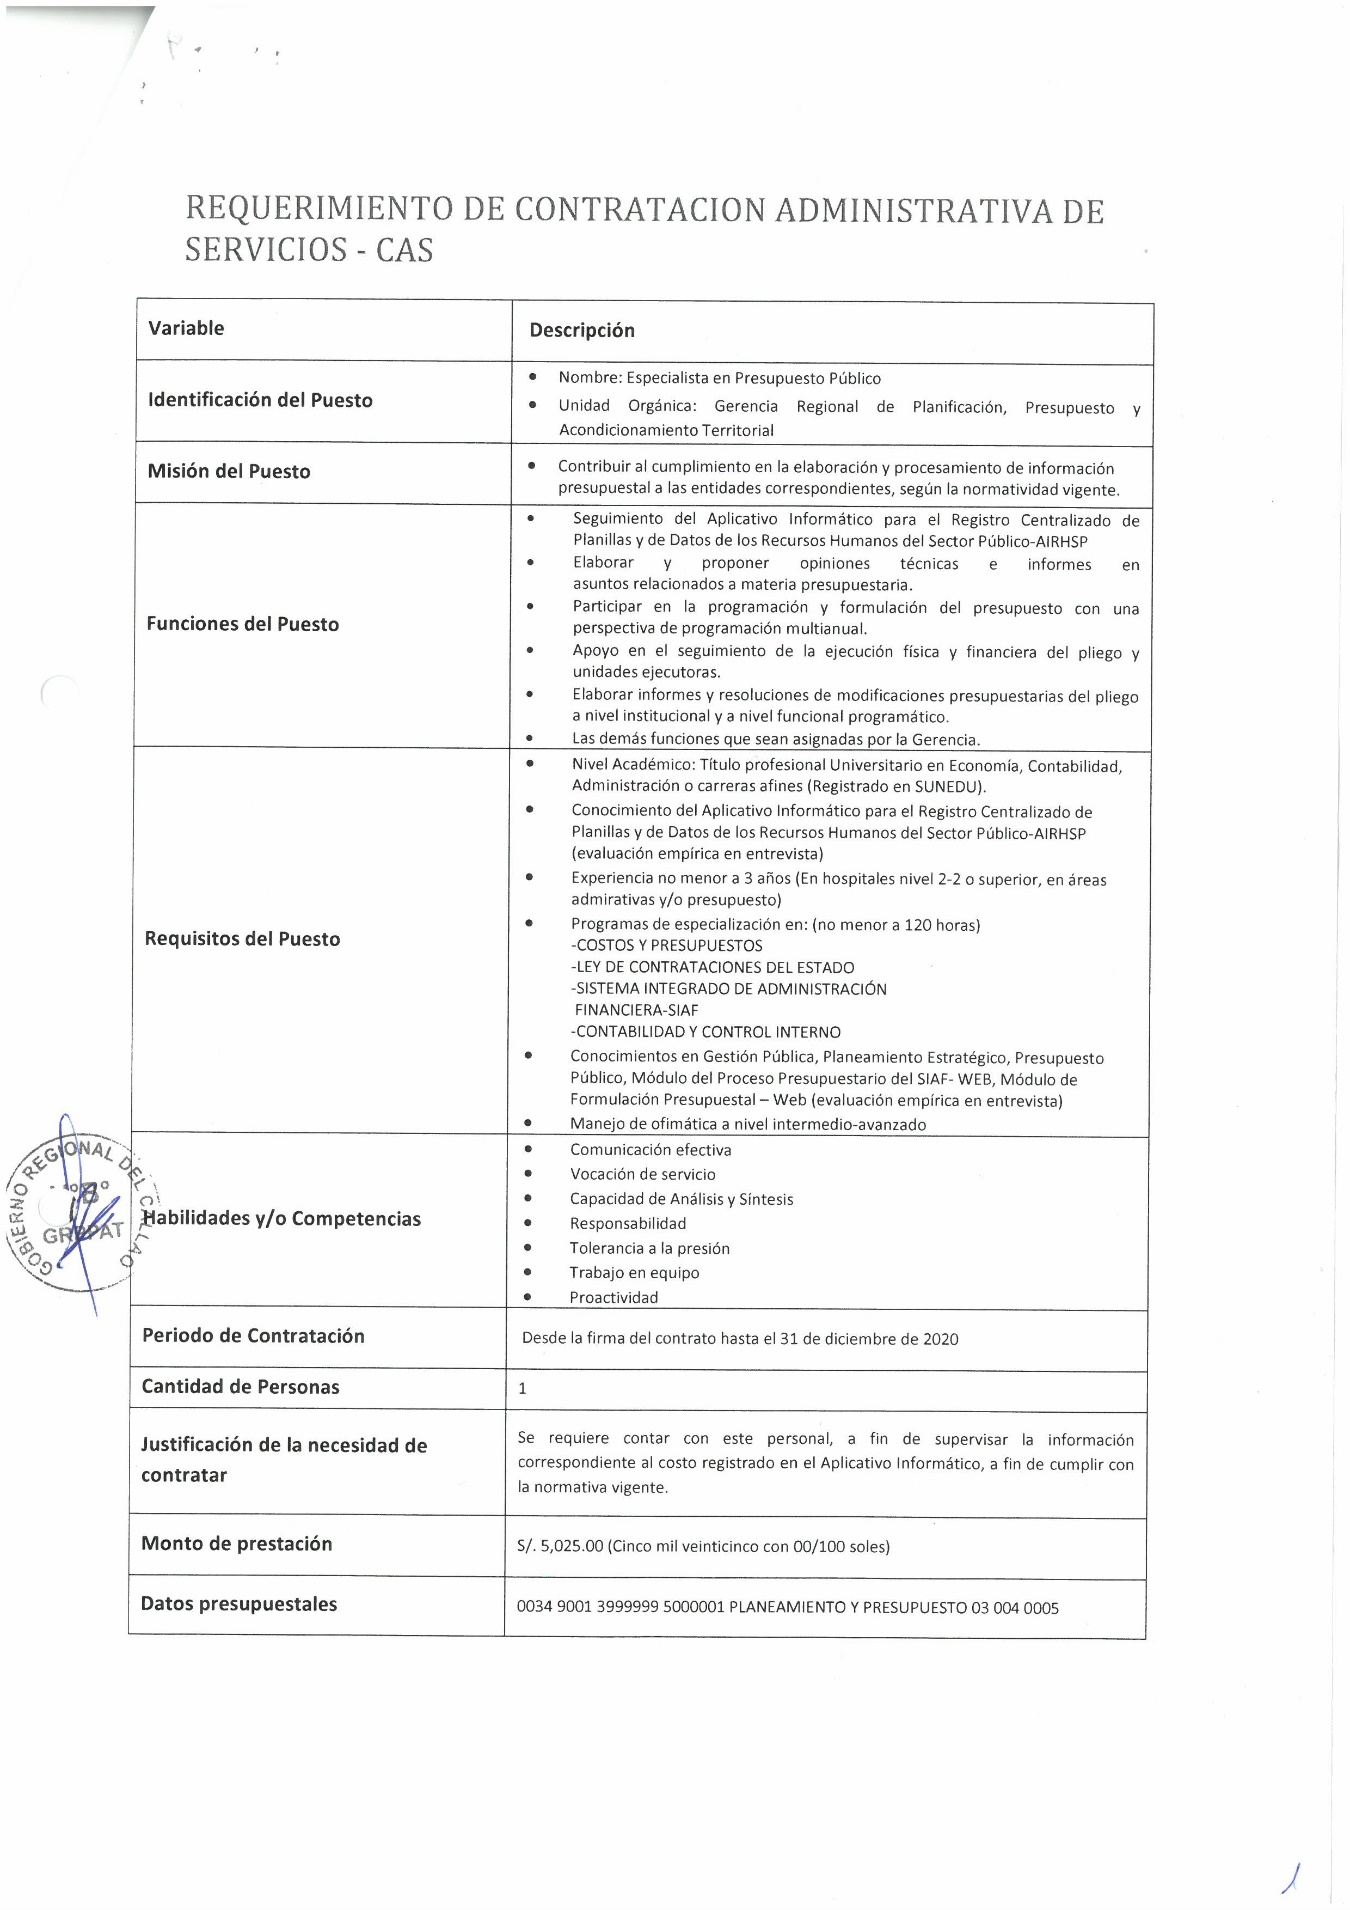 REQUERIMIENTO DE CONTRATACION ADMINISTRATIVA DE
SERVICIOS - CAS
Variable
Descripción
Identificación del Puesto
• Nombre: Especialista en Presupuesto Público
• Unidad Orgánica: Gerencia Regional de Planificación, Presupuesto y
Acondicionamiento Territorial
Misión del Puesto
• Contribuir al cumplimiento en la elaboración y procesamiento de información
presupuestal a las entidades correspondientes, según la normatividad vigente.
Funciones del Puesto
• Seguimiento del Aplicativo Informático para el Registro Centralizado de
Planillas y de Datos de los Recursos Humanos del Sector Público-AIRHSP
• Elaborar y proponer opiniones técnicas e informes en
asuntos relacionados a materia presupuestaria.
• Participar en la programación y formulación del presupuesto con una
perspectiva de programación multianual.
• Apoyo en el seguimiento de la ejecución física y financiera del pliego y
unidades ejecutoras.
• Elaborar informes y resoluciones de modificaciones presupuestarias del pliego
a nivel institucional y a nivel funcional programático.
• Las demás funciones que sean asignadas por la Gerencia.
Requisitos del Puesto
• Nivel Académico: Título profesional Universitario en Economía, Contabilidad,
Administración o carreras afines (Registrado en SUNEDU).
• Conocimiento del Aplicativo Informático para el Registro Centralizado de
Planillas y de Datos de los Recursos Humanos del Sector Público-AIRHSP
(evaluación empírica en entrevista)
• Experiencia no menor a 3 años (En hospitales nivel 2-2 o superior, en áreas
admirativas y/o presupuesto)
• Programas de especialización en: (no menor a 120 horas)
-COSTOS Y PRESUPUESTOS
-LEY DE CONTRATACIONES DEL ESTADO
-SISTEMA INTEGRADO DE ADMINISTRACIÓN
FINANCIERA-SIAF
-CONTABILIDAD Y CONTROL INTERNO
• Conocimientos en Gestión Pública, Planeamiento Estratégico, Presupuesto
Público, Módulo del Proceso Presupuestario del SIAF- WEB, Módulo de
Formulación Presupuestal – Web (evaluación empírica en entrevista)
• Manejo de ofimática a nivel intermedio-avanzado
GOBIERNO REGIONAL DEL CALLAO
Habilidades y/o Competencias
• Comunicación efectiva
• Vocación de servicio
• Capacidad de Análisis y Síntesis
• Responsabilidad
• Tolerancia a la presión
• Trabajo en equipo
• Proactividad
Periodo de Contratación
Desde la firma del contrato hasta el 31 de diciembre de 2020
Cantidad de Personas
1
Justificación de la necesidad de
contratar
Se requiere contar con este personal, a fin de supervisar la información
correspondiente al costo registrado en el Aplicativo Informático, a fin de cumplir con
la normativa vigente.
Monto de prestación
S/. 5,025.00 (Cinco mil veinticinco con 00/100 soles)
Datos presupuestales
0034 9001 3999999 5000001 PLANEAMIENTO Y PRESUPUESTO 03 004 0005
1